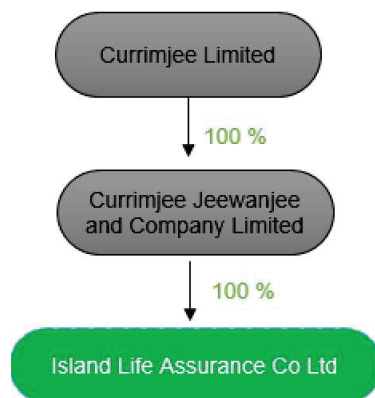 Currimjee Limited
100 %
Currimjee Jeewanjee
and Company Limited
100 %
Island Life Assurance Co Ltd